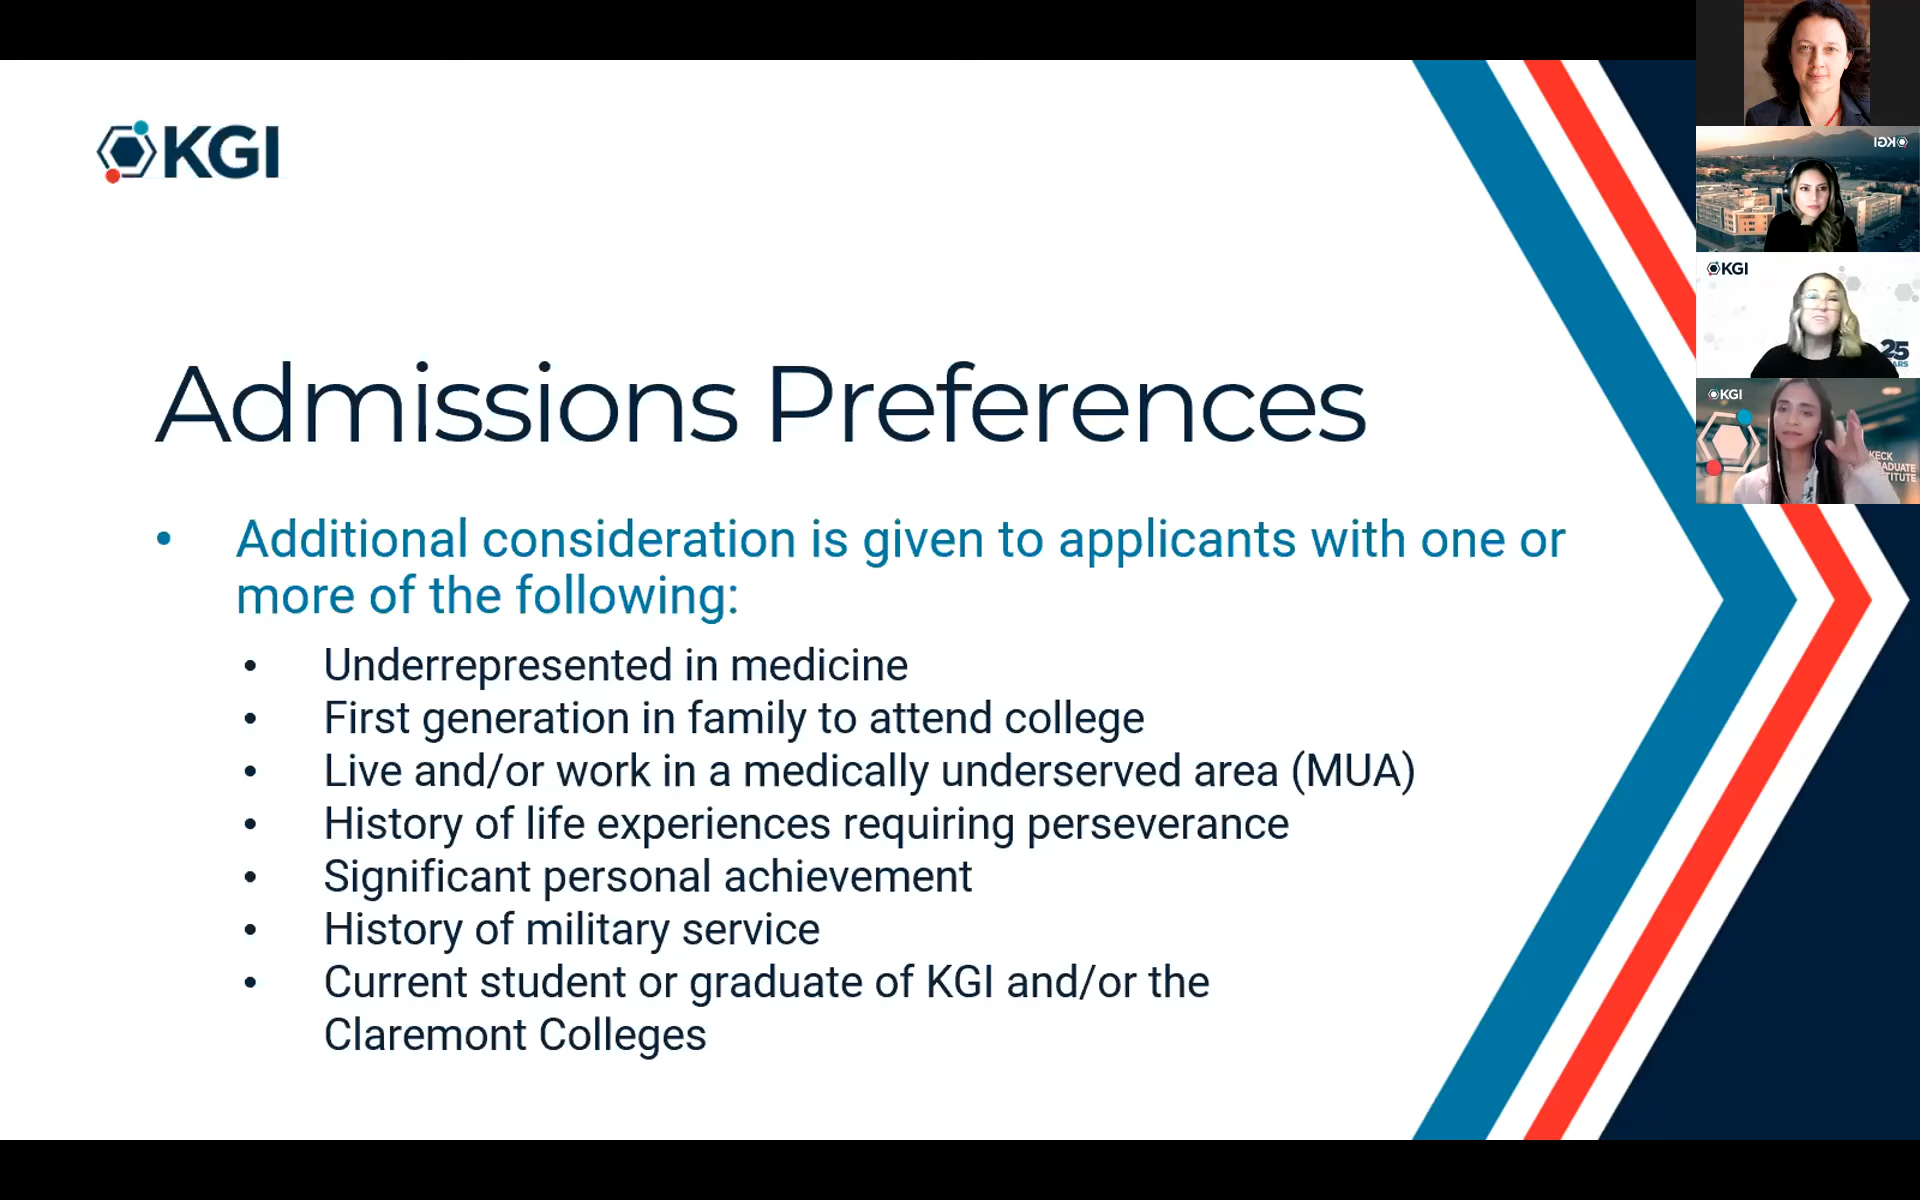 KGI
Admissions Preferences
• Additional consideration is given to applicants with one or
more of the following:
• Underrepresented in medicine
• First generation in family to attend college
• Live and/or work in a medically underserved area (MUA)
• History of life experiences requiring perseverance
• Significant personal achievement
• History of military service
• Current student or graduate of KGI and/or the
Claremont Colleges
KGI
KGI
25
KGI
KECK